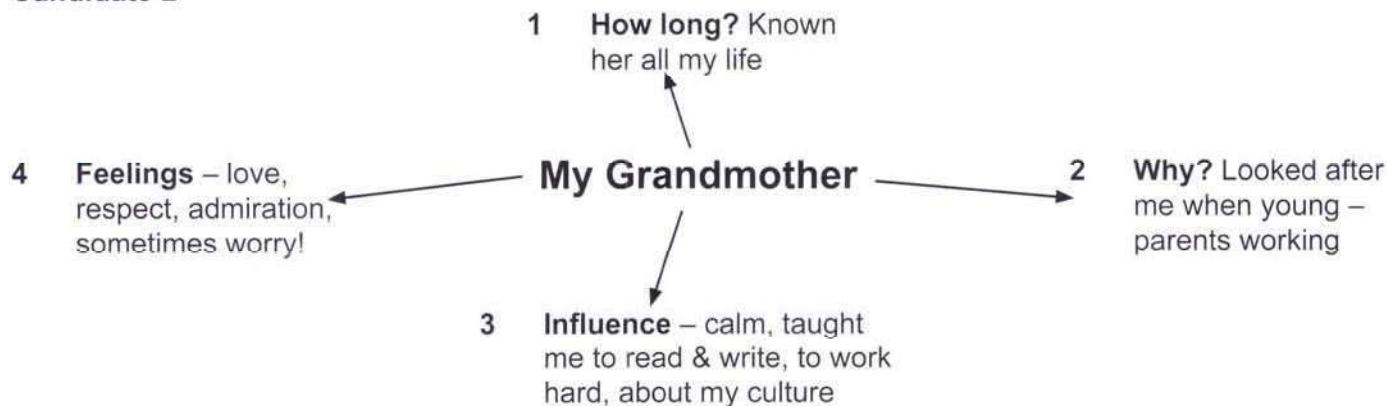 1 How long? Known
her all my life
My Grandmother
2 Why? Looked after
me when young –
parents working
3 Influence – calm, taught
me to read & write, to work
hard, about my culture
4 Feelings – love,
respect, admiration,
sometimes worry!